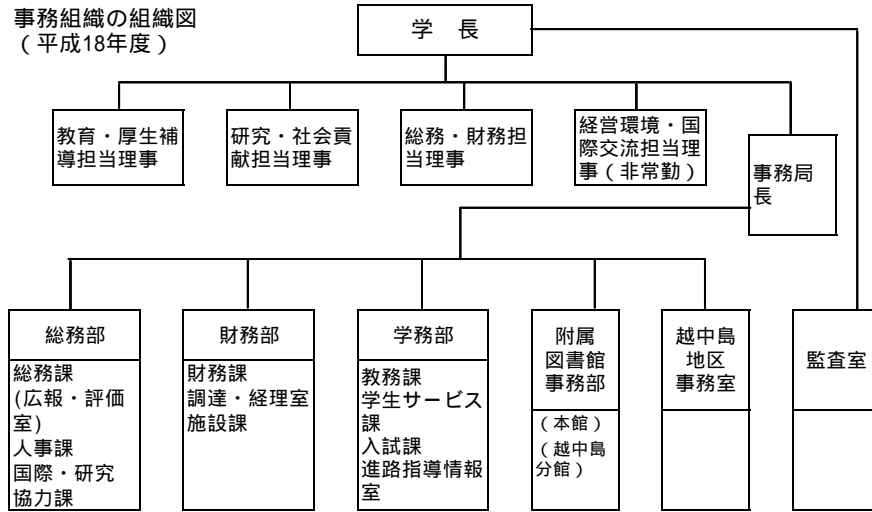 事務組織の組織図
（平成18年度）
学　長
教育・厚生補
導担当理事
研究・社会貢
献担当理事
総務・財務担
当理事
経営環境・国
際交流担当理
事（非常勤）
事務局
長
総務部
総務課
(広報・評価
室)
人事課
国際・研究
協力課
財務部
財務課
調達・経理室
施設課
学務部
教務課
学生サービス
課
入試課
進路指導情報
室
附属
図書館
事務部
（本館）
（越中島
分館）
越中島
地区
事務室
監査室